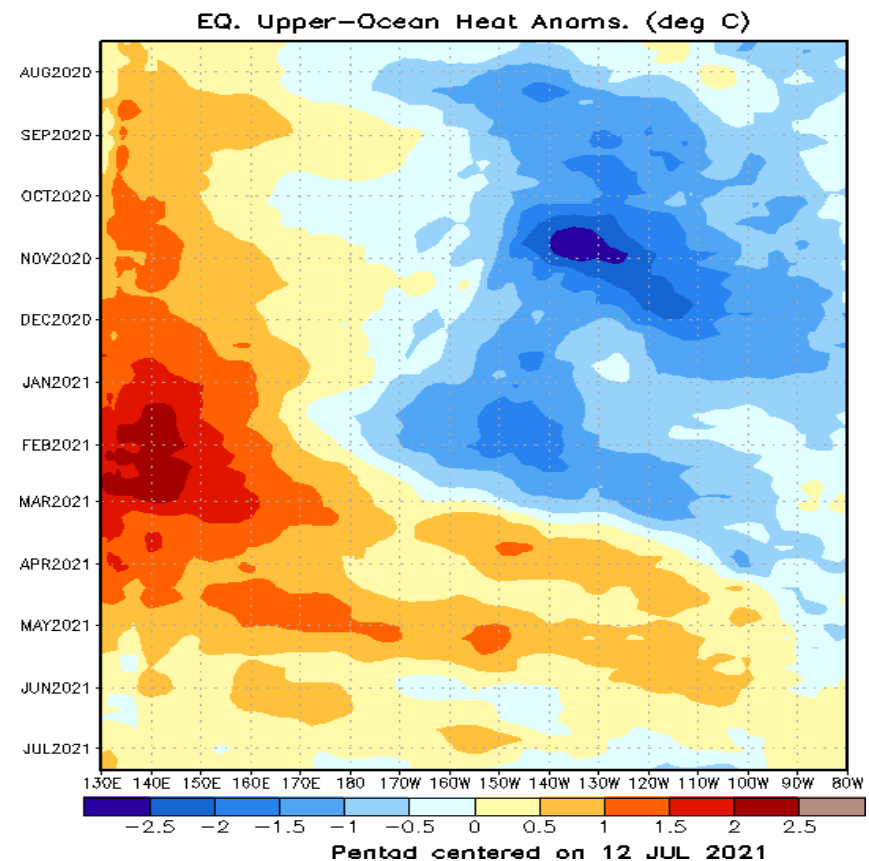 EQ. Upper-Ocean Heat Anoms. (deg C)
AUG2020
SEP2020
OCT2020
NOV2020
DEC2020
JAN2021
FEB2021
MAR2021
APR2021
MAY2021
JUN2021
JUL2021
130E 140E 150E 160E 170E 180 170W 160W 150W 140W 130W 120W 110W 100W 90W 80W
-2.5 -2 -1.5 -1 -0.5 0 0.5 1 1.5 2 2.5
Pentad centered on 12 JUL 2021